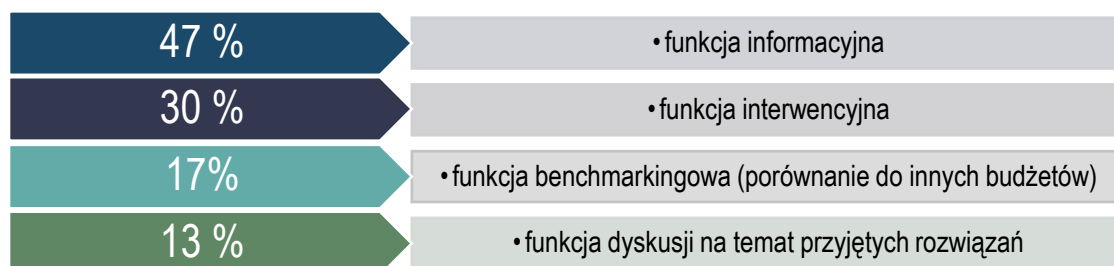 47 %
• funkcja informacyjna
30 %
• funkcja interwencyjna
17%
• funkcja benchmarkingowa (porównanie do innych budżetów)
13 %
• funkcja dyskusji na temat przyjętych rozwiązań